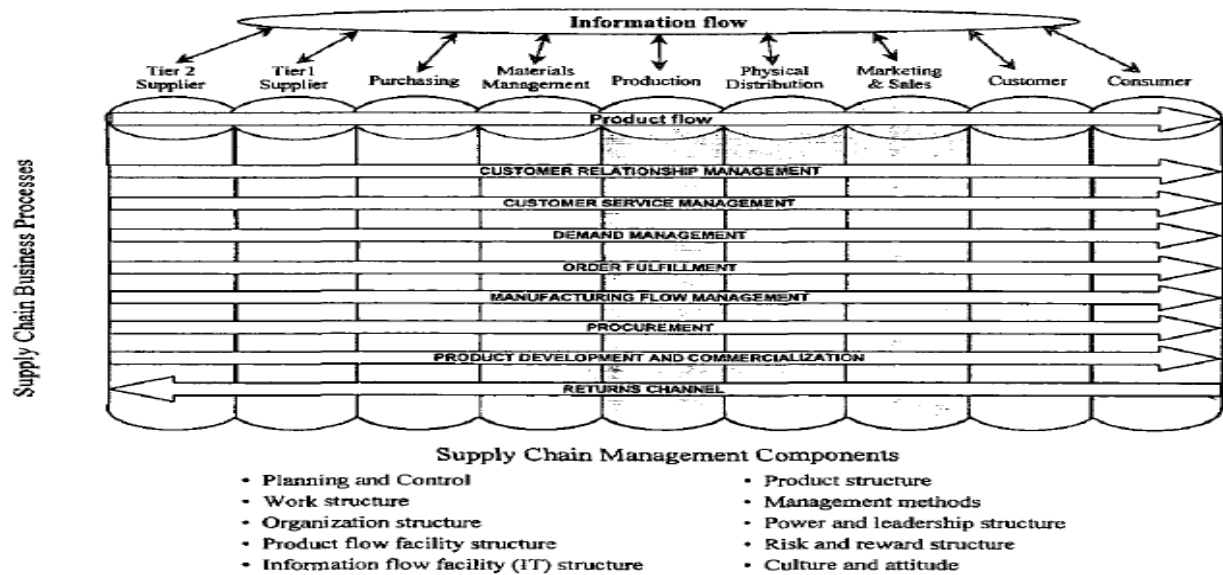 Information flow
Tier 2
Supplier
Tier1
Supplier
Purchasing
Materials
Management
Production
Physical
Distribution
Marketing
& Sales
Customer
Consumer
Product flow
Supply Chain Business Processes
CUSTOMER RELATIONSHIP MANAGEMENT
CUSTOMER SERVICE MANAGEMENT
DEMAND MANAGEMENT
ORDER FULFILLMENT
MANUFACTURING FLOW MANAGEMENT
PROCUREMENT
PRODUCT DEVELOPMENT AND COMMERCIALIZATION
RETURNS CHANNEL
Supply Chain Management Components
• Planning and Control
• Work structure
• Organization structure
• Product flow facility structure
• Information flow facility (IT) structure
• Product structure
• Management methods
• Power and leadership structure
• Risk and reward structure
• Culture and attitude